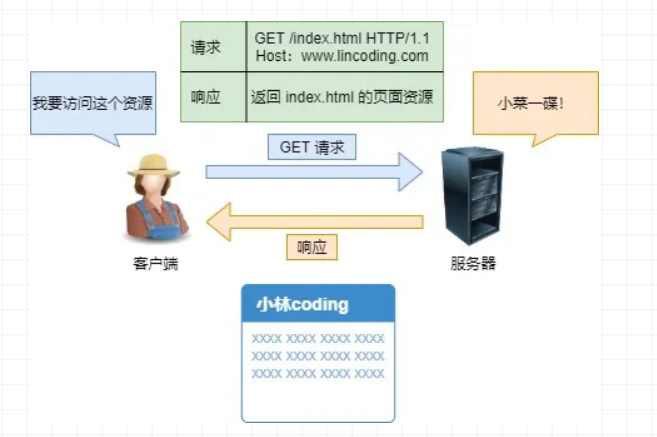 请求
GET /index.html HTTP/1.1
Host：www.lincoding.com
响应
返回 index.html 的页面资源
我要访问这个资源
小菜一碟！
GET 请求
响应
客户端
服务器
小林coding
XXXX XXXX XXXX XXXX
XXXX XXXX XXXX XXXX
XXXX XXXX XXXX XXXX